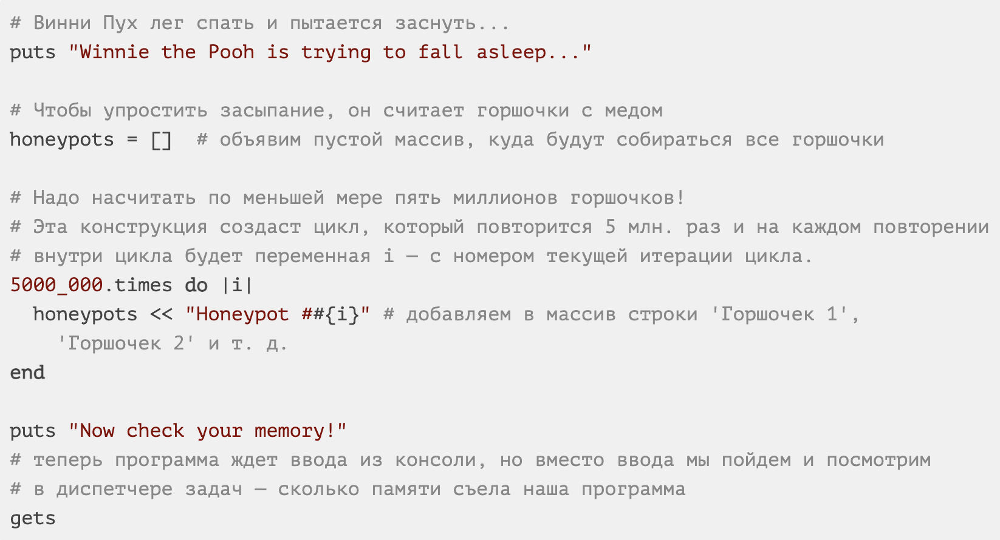 # Винни Пух лег спать и пытается заснуть...
puts "Winnie the Pooh is trying to fall asleep..."
# Чтобы упростить засыпание, он считает горшочки с медом
honeypots = []  # объявим пустой массив, куда будут собираться все горшочки
# Надо насчитать по меньшей мере пять миллионов горшочков!
# Эта конструкция создаст цикл, который повторится 5 млн. раз и на каждом повторении
# внутри цикла будет переменная i — с номером текущей итерации цикла.
5000_000.times do |i|
  honeypots << "Honeypot ##{i}" # добавляем в массив строки 'Горшочек 1',
    'Горшочек 2' и т. д.
end
puts "Now check your memory!"
# теперь программа ждет ввода из консоли, но вместо ввода мы пойдем и посмотрим
# в диспетчере задач — сколько памяти съела наша программа
gets